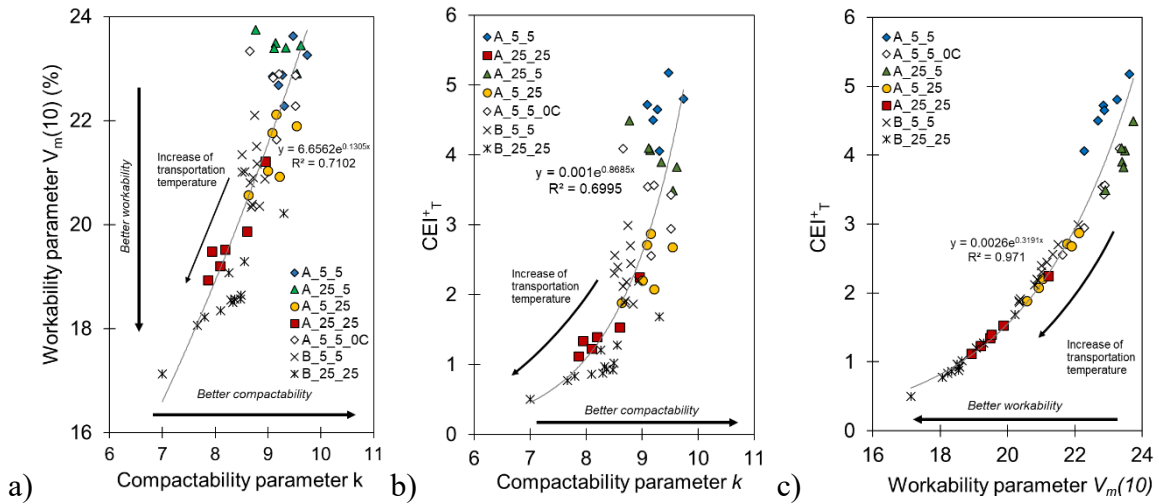 24
22
20
18
16
6
7
8
9
10
11
Workability parameter V_m(10) (%)
Better workability
Increase of
transportation
temperature
y = 6.6562e^0.1305x
R² = 0.7102
A_5_5
A_25_5
A_5_25
A_25_25
A_5_5_0C
B_5_5
B_25_25
Better compactability
Compactability parameter k
a)
6
5
4
3
2
1
0
6
7
8
9
10
11
CEI⁺_T
A_5_5
A_25_25
A_25_5
A_5_25
A_5_5_0C
B_5_5
B_25_25
y = 0.001e^0.8685x
R² = 0.6995
Increase of
transportation
temperature
Better compactability
Compactability parameter k
b)
6
5
4
3
2
1
0
16
18
20
22
24
CEI⁺_T
A_5_5
A_5_5_0C
A_25_5
A_5_25
A_25_25
B_5_5
B_25_25
y = 0.0026e^0.3191x
R² = 0.971
Increase of
transportation
temperature
Better workability
Workability parameter V_m(10)
c)